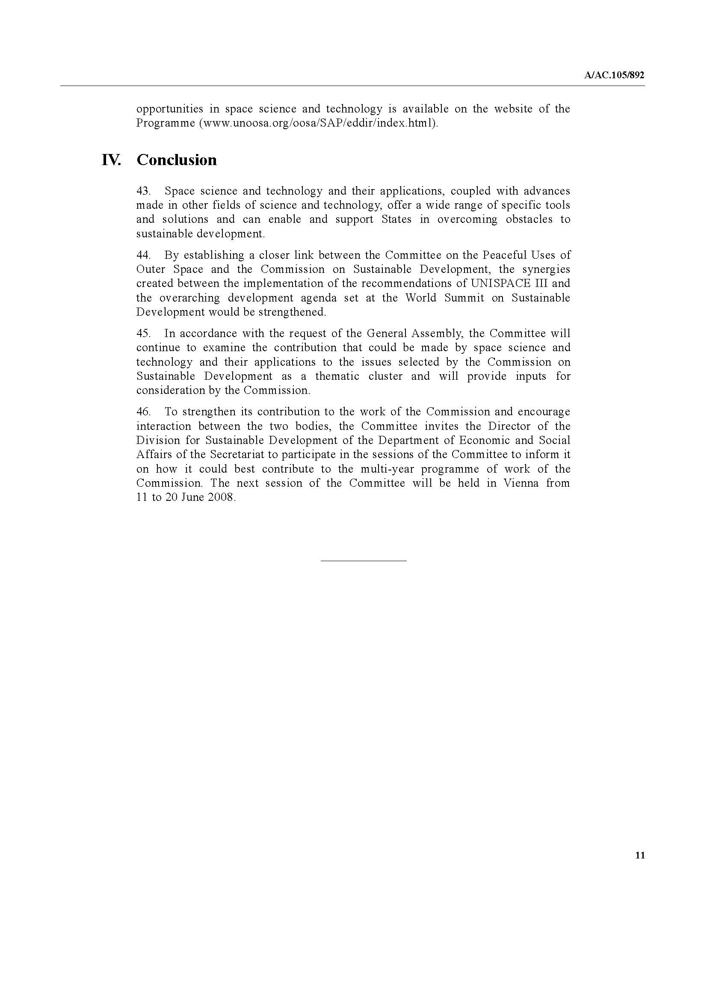 A/AC.105/892
opportunities in space science and technology is available on the website of the
Programme (www.unoosa.org/oosa/SAP/eddir/index.html).
IV. Conclusion
43. Space science and technology and their applications, coupled with advances
made in other fields of science and technology, offer a wide range of specific tools
and solutions and can enable and support States in overcoming obstacles to
sustainable development.
44. By establishing a closer link between the Committee on the Peaceful Uses of
Outer Space and the Commission on Sustainable Development, the synergies
created between the implementation of the recommendations of UNISPACE III and
the overarching development agenda set at the World Summit on Sustainable
Development would be strengthened.
45. In accordance with the request of the General Assembly, the Committee will
continue to examine the contribution that could be made by space science and
technology and their applications to the issues selected by the Commission on
Sustainable Development as a thematic cluster and will provide inputs for
consideration by the Commission.
46. To strengthen its contribution to the work of the Commission and encourage
interaction between the two bodies, the Committee invites the Director of the
Division for Sustainable Development of the Department of Economic and Social
Affairs of the Secretariat to participate in the sessions of the Committee to inform it
on how it could best contribute to the multi-year programme of work of the
Commission. The next session of the Committee will be held in Vienna from
11 to 20 June 2008.
11